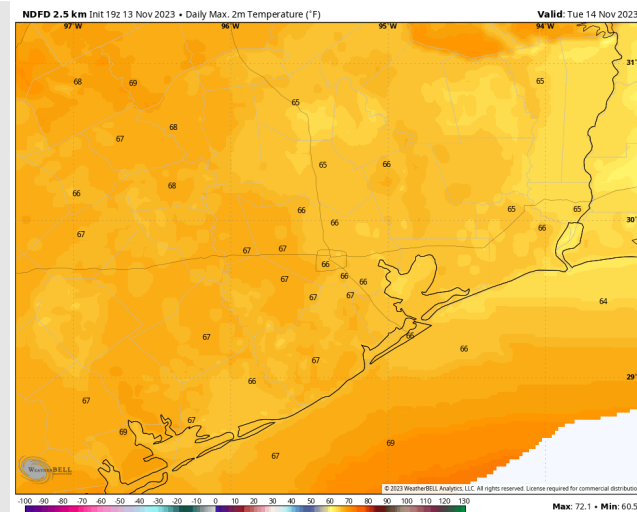 NDFD 2.5 km Init 19z 13 Nov 2023 • Daily Max. 2m Temperature (°F)
Valid: Tue 14 Nov 2023
97°W 96°W 95°W 94°W
31°
68 69 65
65
67 68
65 66
68
66
66 65 65
66 66
30°
67
67 67
66
67 66 66
67 67
64
67 66 66
67
29°
66
67
67
69
69
67
WeatherBELL
© 2023 WeatherBELL Analytics, LLC. All rights reserved. License required for commercial distributio
-100 -90 -80 -70 -60 -50 -40 -30 -20 -10 0 10 20 30 40 50 60 70 80 90 100 110 120 130
Max: 72.1 • Min: 60.5